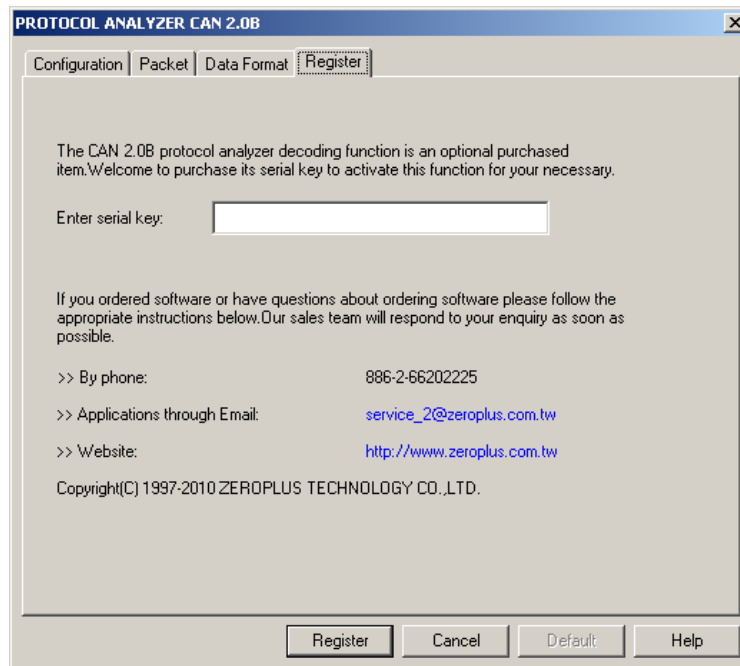 PROTOCOL ANALYZER CAN 2.0B
Configuration Packet Data Format Register
The CAN 2.0B protocol analyzer decoding function is an optional purchased
item.Welcome to purchase its serial key to activate this function for your necessary.
Enter serial key:
If you ordered software or have questions about ordering software please follow the
appropriate instructions below.Our sales team will respond to your enquiry as soon as
possible.
>> By phone: 886-2-66202225
>> Applications through Email: service_2@zeroplus.com.tw
>> Website: http://www.zeroplus.com.tw
Copyright(C) 1997-2010 ZEROPLUS TECHNOLOGY CO.,LTD.
Register Cancel Default Help